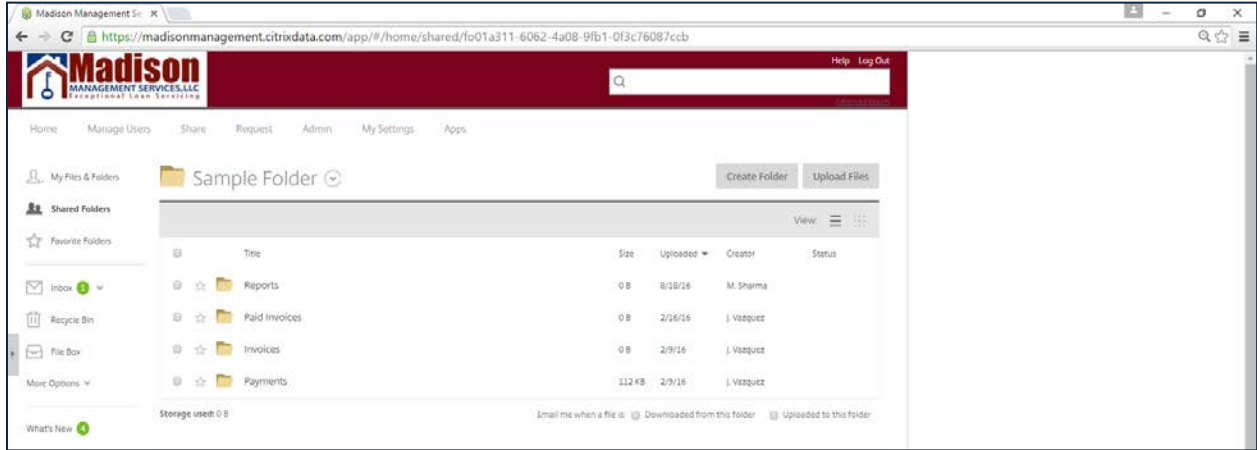 Madison Management Se
https://madisonmanagement.citrixdata.com/app/#/home/shared/fo01a311-6062-4a08-9fb1-0f3c76087ccb
Help Log Out
Madison
MANAGEMENT SERVICES,LLC
Exceptional Loan Servicing
Home Manage Users Share Request Admin My Settings Apps
My Files & Folders
Sample Folder
Create Folder Upload Files
Shared Folders
View:
Favorite Folders
Title Size Uploaded Creator Status
Inbox 1
Reports 0 B 8/18/16 M. Sharma
Recycle Bin
Paid Invoices 0 B 2/16/16 J. Vazquez
File Box
Invoices 0 B 2/9/16 J. Vazquez
More Options
Payments 112 KB 2/9/16 J. Vazquez
Storage used: 0 B
Email me when a file is: Downloaded from this folder Uploaded to this folder
What's New 4